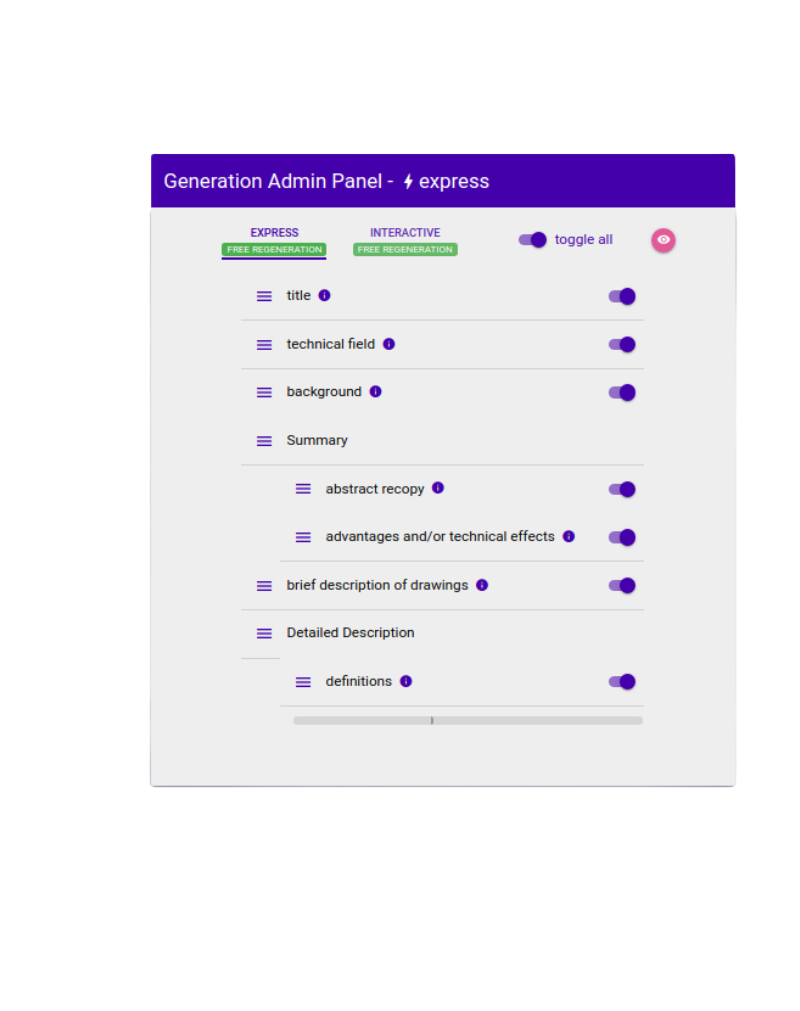 Generation Admin Panel - express
EXPRESS
FREE REGENERATION
INTERACTIVE
FREE REGENERATION
toggle all
title
technical field
background
Summary
abstract recopy
advantages and/or technical effects
brief description of drawings
Detailed Description
definitions